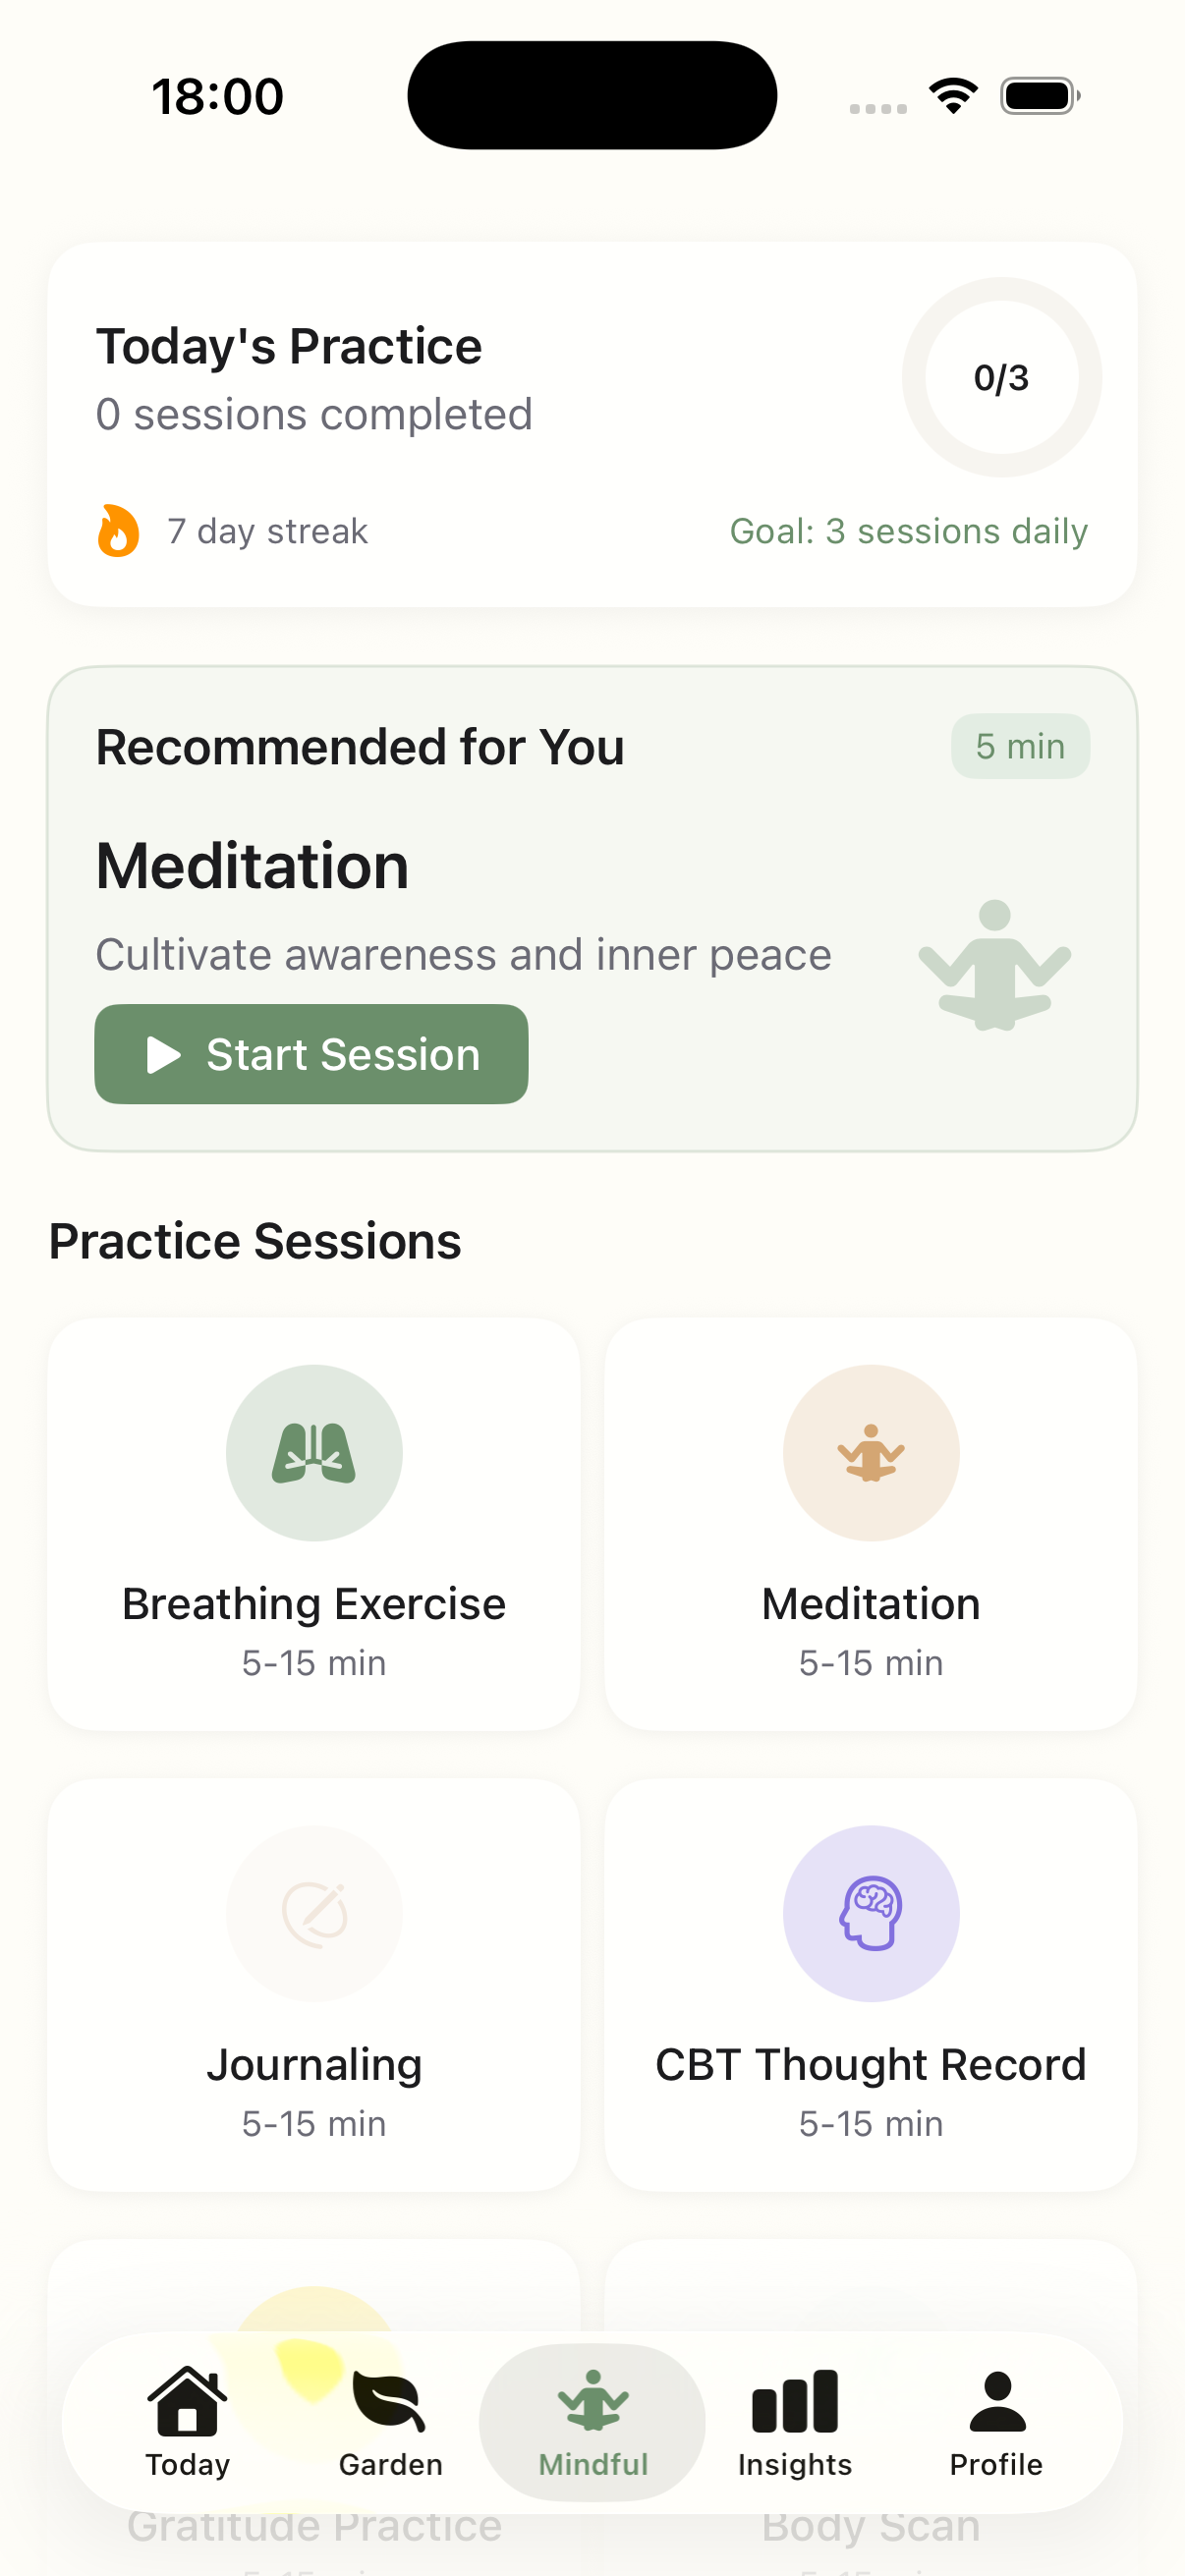 18:00
Today's Practice
0 sessions completed
0/3
7 day streak
Goal: 3 sessions daily
Recommended for You
5 min
Meditation
Cultivate awareness and inner peace
Start Session
Practice Sessions
Breathing Exercise
5-15 min
Meditation
5-15 min
Journaling
5-15 min
CBT Thought Record
5-15 min
Today
Garden
Mindful
Insights
Profile
Gratitude Practice
Body Scan